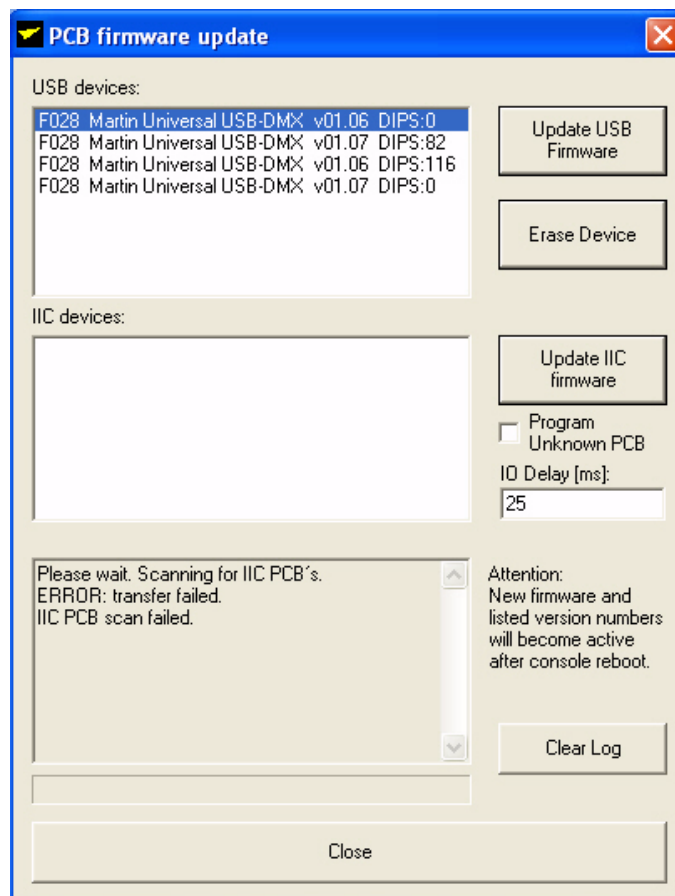 PCB firmware update
USB devices:
F028 Martin Universal USB-DMX v01.06 DIPS:0
F028 Martin Universal USB-DMX v01.07 DIPS:82
F028 Martin Universal USB-DMX v01.06 DIPS:116
F028 Martin Universal USB-DMX v01.07 DIPS:0
Update USB
Firmware
Erase Device
IIC devices:
Update IIC
firmware
Program
Unknown PCB
IO Delay [ms]:
25
Please wait. Scanning for IIC PCB´s.
ERROR: transfer failed.
IIC PCB scan failed.
Attention:
New firmware and
listed version numbers
will become active
after console reboot.
Clear Log
Close